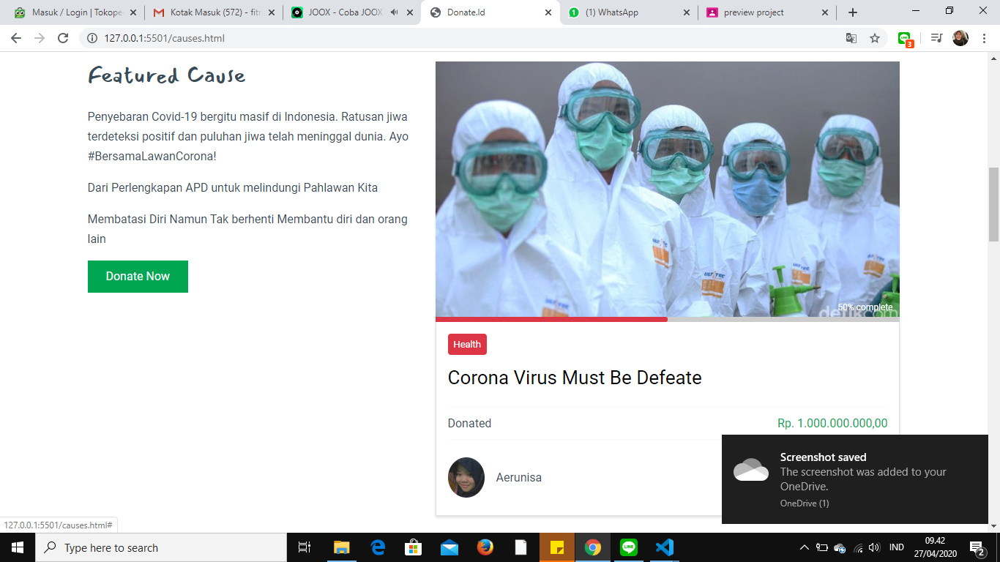 Masuk / Login | Tokope
Kotak Masuk (572) - fitr
JOOX - Coba JOOX
Donate.Id
(1) WhatsApp
preview project
127.0.0.1:5501/causes.html
3
Featured Cause
Penyebaran Covid-19 bergitu masif di Indonesia. Ratusan jiwa
terdeteksi positif dan puluhan jiwa telah meninggal dunia. Ayo
#BersamaLawanCorona!
Dari Perlengkapan APD untuk melindungi Pahlawan Kita
Membatasi Diri Namun Tak berhenti Membantu diri dan orang
lain
Donate Now
50% complete
detikcom
Health
Corona Virus Must Be Defeate
Donated
Rp. 1.000.000.000,00
Aerunisa
Screenshot saved
The screenshot was added to your
OneDrive.
OneDrive (1)
127.0.0.1:5501/causes.html#
Type here to search
IND
09.42
27/04/2020
2